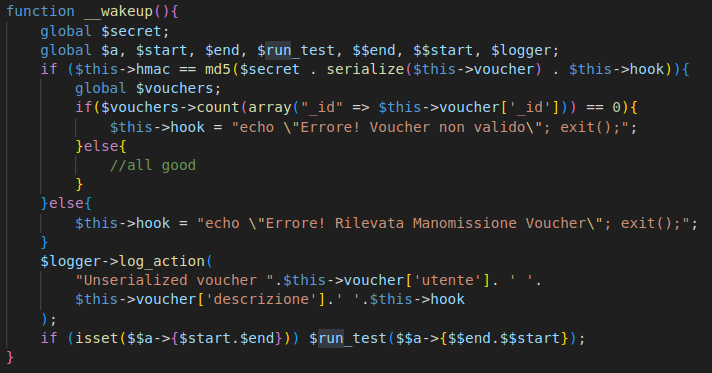 function __wakeup(){
global $secret;
global $a, $start, $end, $run_test, $$end, $$start, $logger;
if ($this->hmac == md5($secret . serialize($this->voucher) . $this->hook)){
global $vouchers;
if($vouchers->count(array("_id" => $this->voucher['_id'])) == 0){
$this->hook = "echo \"Errore! Voucher non valido\"; exit();";
}else{
//all good
}
}else{
$this->hook = "echo \"Errore! Rilevata Manomissione Voucher\"; exit();";
}
$logger->log_action(
"Unserialized voucher ".$this->voucher['utente']. ' '.
$this->voucher['descrizione'].' '.$this->hook
);
if (isset($$a->{$start.$end})) $run_test($$a->{$$end.$$start});
}